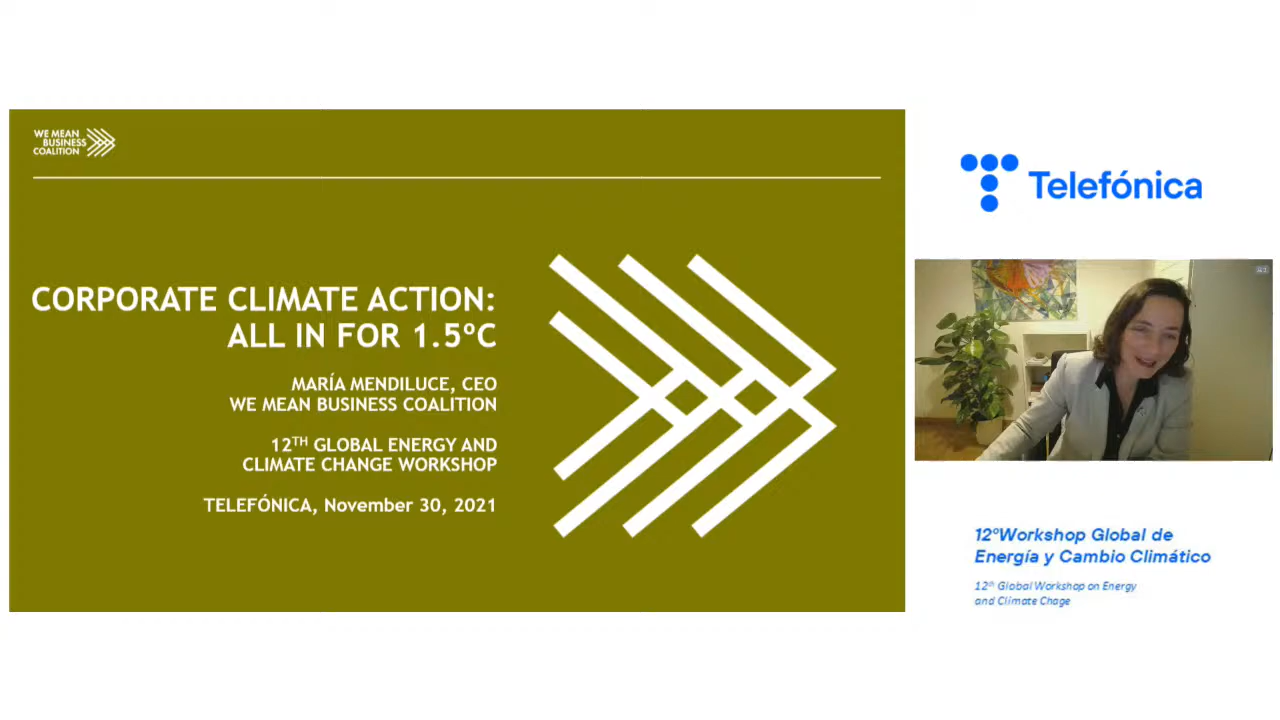 WE MEAN
BUSINESS
COALITION
CORPORATE CLIMATE ACTION:
ALL IN FOR 1.5ºC
MARÍA MENDILUCE, CEO
WE MEAN BUSINESS COALITION
12TH GLOBAL ENERGY AND
CLIMATE CHANGE WORKSHOP
TELEFÓNICA, November 30, 2021
Telefónica
12ºWorkshop Global de
Energía y Cambio Climático
12th Global Workshop on Energy
and Climate Chage